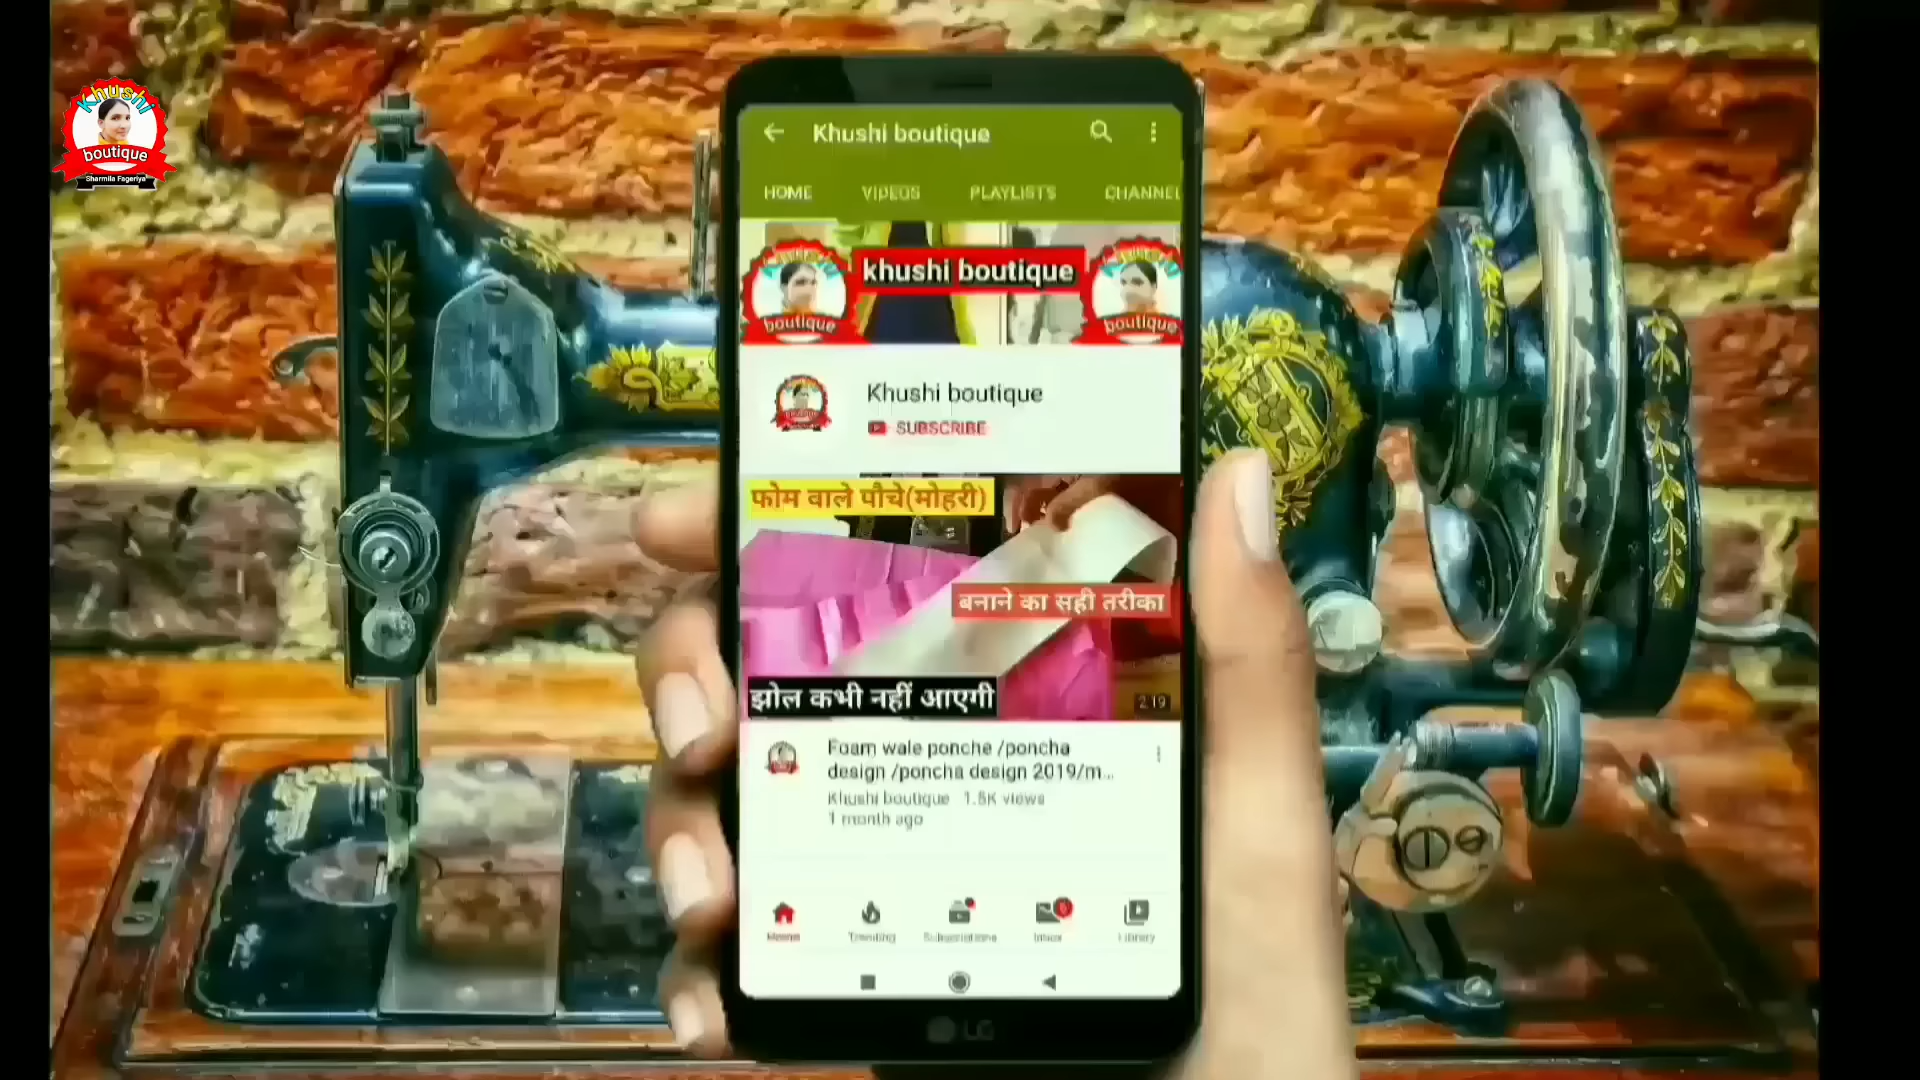 Khushi
boutique
Sharmila Fageriya
Khushi boutique
HOME VIDEOS PLAYLISTS CHANNEL
khushi boutique
boutique
boutique
Khushi boutique
SUBSCRIBE
फोम वाले पौचे(मोहरी)
बनाने का सही तरीका
झोल कभी नहीं आएगी
2:19
Foam wale ponche /poncha
design /poncha design 2019/m...
Khushi boutique 1.5K views
1 month ago
Home Trending Subscriptions Inbox Library
LG